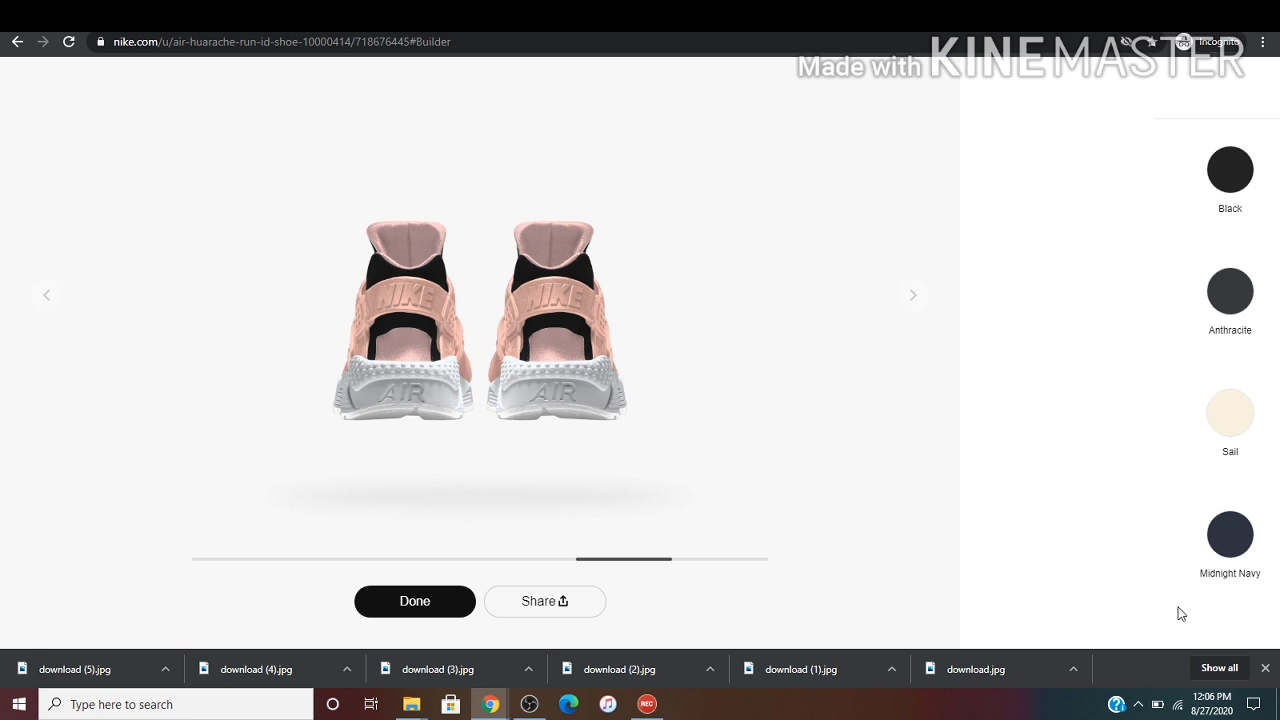 nike.com/u/air-huarache-run-id-shoe-10000414/718676445#Builder
Incognito
Made with KINEMASTER
Black
Anthracite
Sail
Midnight Navy
NIKE NIKE
AIR AIR
Done
Share
download (5).jpg
download (4).jpg
download (3).jpg
download (2).jpg
download (1).jpg
download.jpg
Show all
Type here to search
REC
12:06 PM
8/27/2020